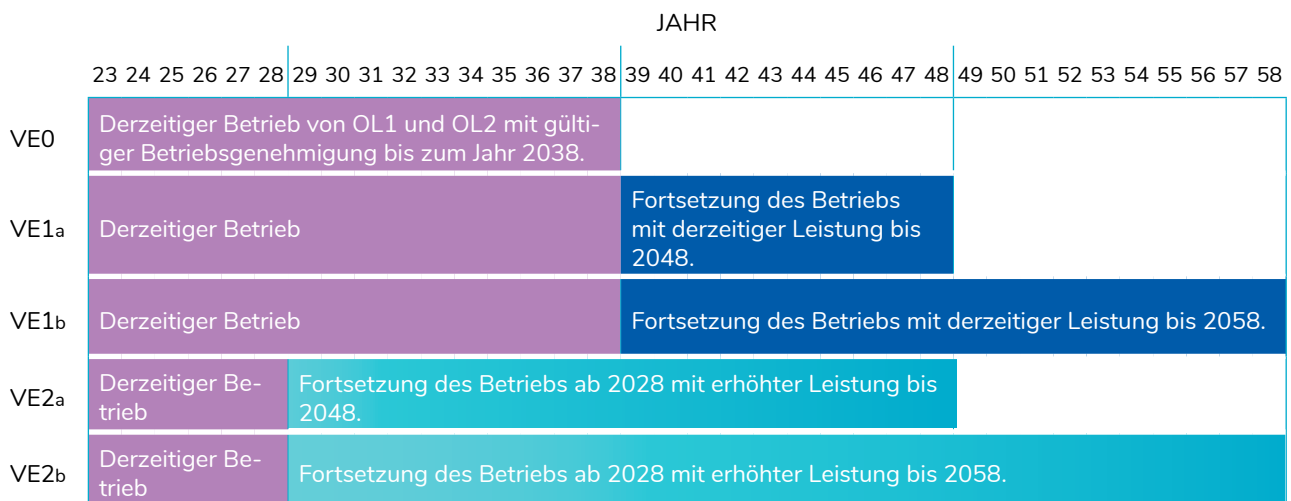 JAHR
23 24 25 26 27 28 29 30 31 32 33 34 35 36 37 38 39 40 41 42 43 44 45 46 47 48 49 50 51 52 53 54 55 56 57 58
VE0
Derzeitiger Betrieb von OL1 und OL2 mit gülti-
ger Betriebsgenehmigung bis zum Jahr 2038.
VE1a
Derzeitiger Betrieb
Fortsetzung des Betriebs
mit derzeitiger Leistung bis
2048.
VE1b
Derzeitiger Betrieb
Fortsetzung des Betriebs mit derzeitiger Leistung bis 2058.
VE2a
Derzeitiger Be-
trieb
Fortsetzung des Betriebs ab 2028 mit erhöhter Leistung bis
2048.
VE2b
Derzeitiger Be-
trieb
Fortsetzung des Betriebs ab 2028 mit erhöhter Leistung bis 2058.